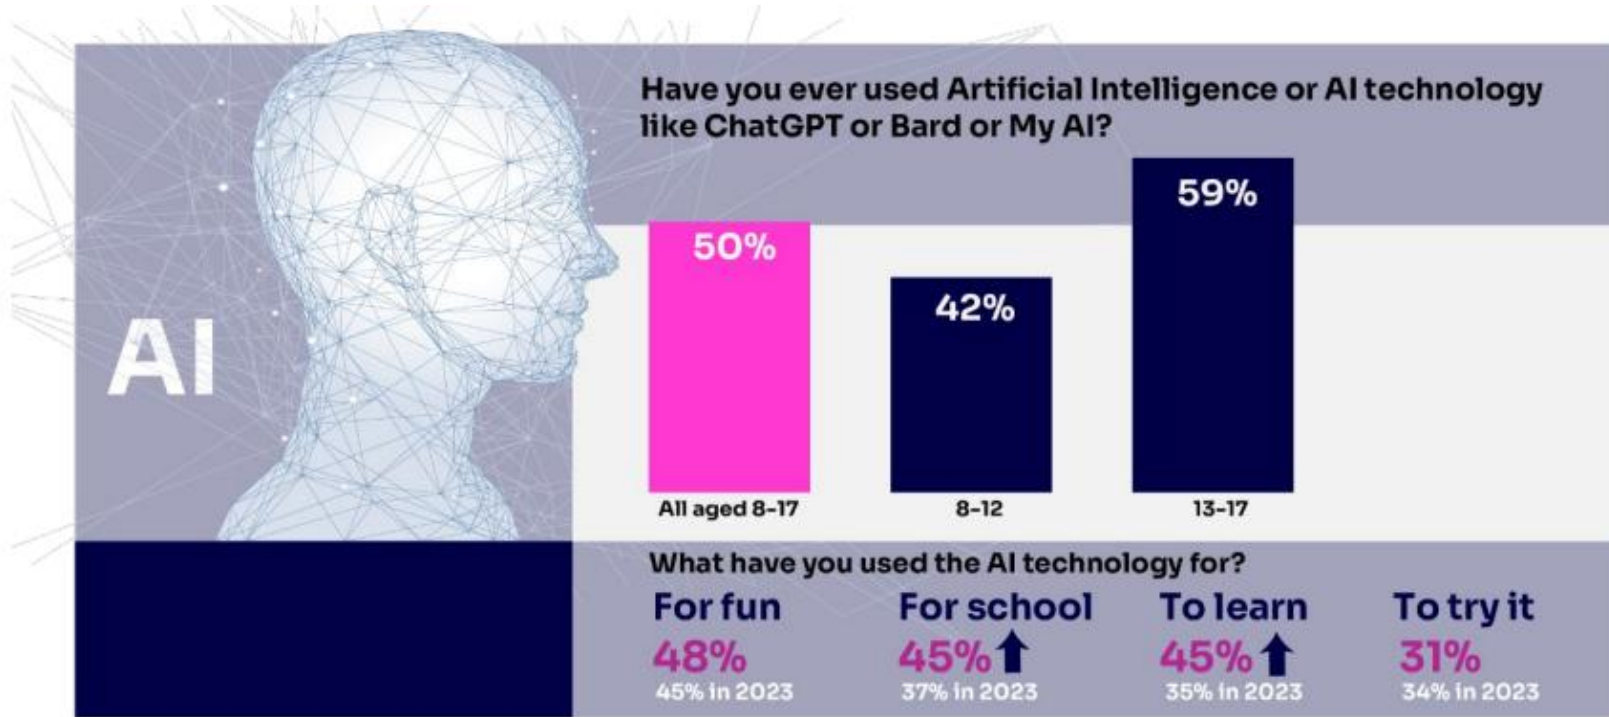 AI
Have you ever used Artificial Intelligence or AI technology
like ChatGPT or Bard or My AI?
50%
42%
59%
All aged 8-17
8-12
13-17
What have you used the AI technology for?
For fun
48%
45% in 2023
For school
45%
37% in 2023
To learn
45%
35% in 2023
To try it
31%
34% in 2023